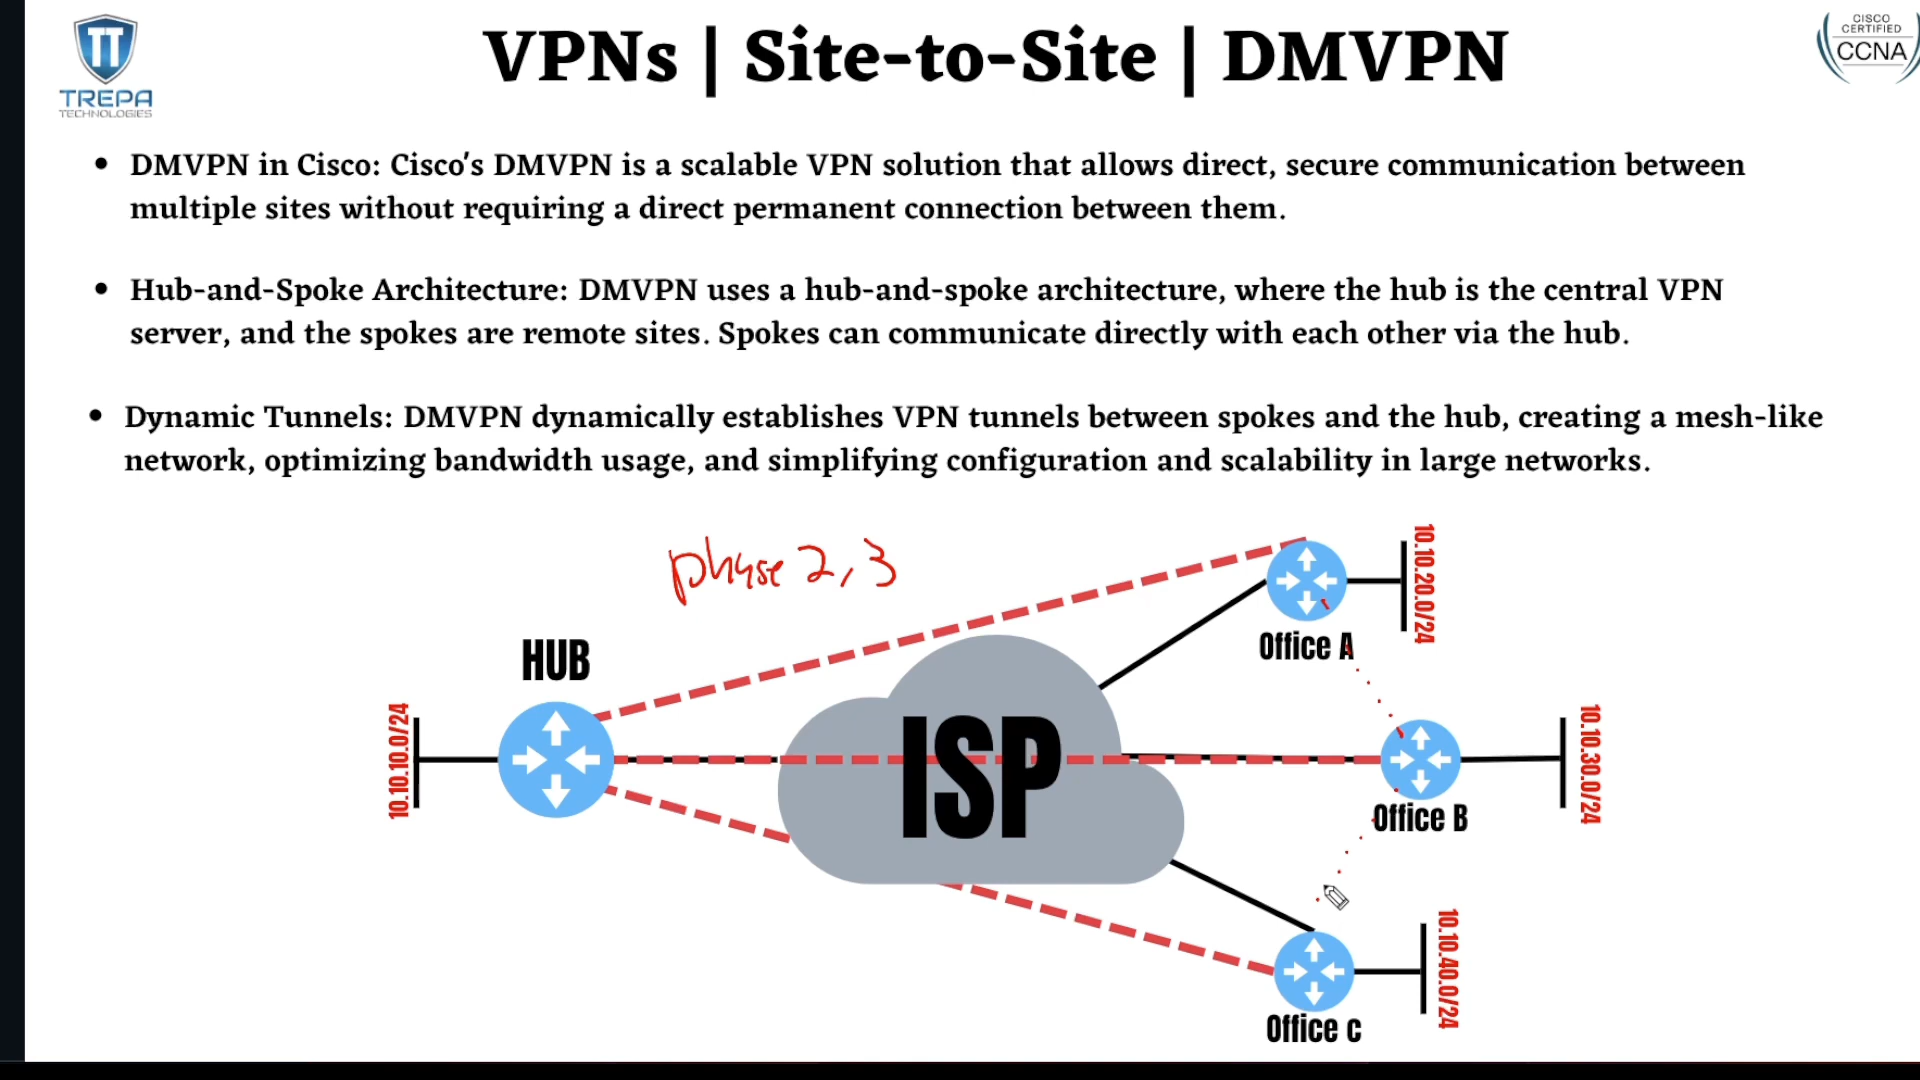 TREPA
TECHNOLOGIES
VPNs | Site-to-Site | DMVPN
CISCO
CERTIFIED
CCNA
• DMVPN in Cisco: Cisco's DMVPN is a scalable VPN solution that allows direct, secure communication between
multiple sites without requiring a direct permanent connection between them.
• Hub-and-Spoke Architecture: DMVPN uses a hub-and-spoke architecture, where the hub is the central VPN
server, and the spokes are remote sites. Spokes can communicate directly with each other via the hub.
• Dynamic Tunnels: DMVPN dynamically establishes VPN tunnels between spokes and the hub, creating a mesh-like
network, optimizing bandwidth usage, and simplifying configuration and scalability in large networks.
phase 2, 3
10.10.20.0/24
Office A
HUB
10.10.10.0/24
ISP
10.10.30.0/24
Office B
10.10.40.0/24
Office c